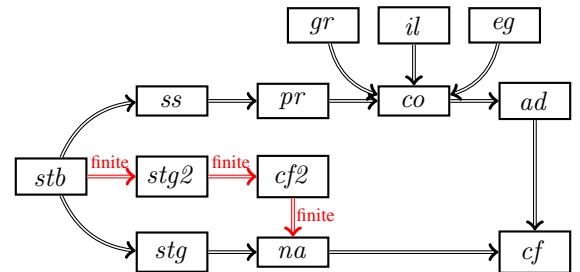 gr il eg
ss pr co ad
finite finite
stb stg2 cf2
finite
stg na cf